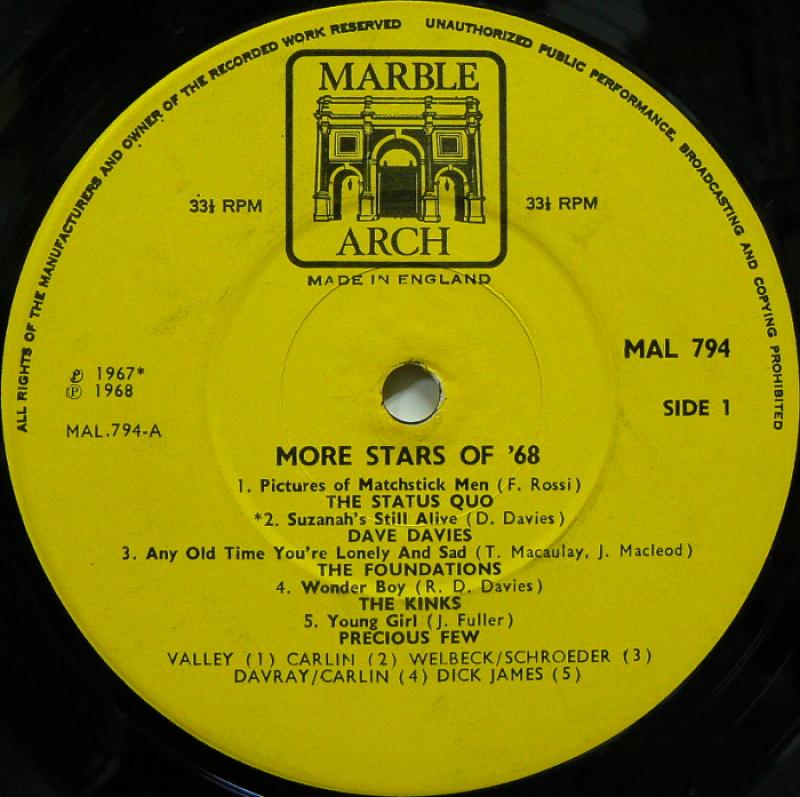 ALL RIGHTS OF THE MANUFACTURERS AND OWNER OF THE RECORDED WORK RESERVED UNAUTHORIZED PUBLIC PERFORMANCE, BROADCASTING AND COPYING PROHIBITED
MARBLE
ARCH
33⅓ RPM 33⅓ RPM
MADE IN ENGLAND
MAL 794
℗ 1967*
℗ 1968
SIDE 1
MAL.794-A
MORE STARS OF '68
1. Pictures of Matchstick Men (F. Rossi)
THE STATUS QUO
*2. Suzanah's Still Alive (D. Davies)
DAVE DAVIES
3. Any Old Time You're Lonely And Sad (T. Macaulay, J. Macleod)
THE FOUNDATIONS
4. Wonder Boy (R. D. Davies)
THE KINKS
5. Young Girl (J. Fuller)
PRECIOUS FEW
VALLEY (1) CARLIN (2) WELBECK/SCHROEDER (3)
DAVRAY/CARLIN (4) DICK JAMES (5)